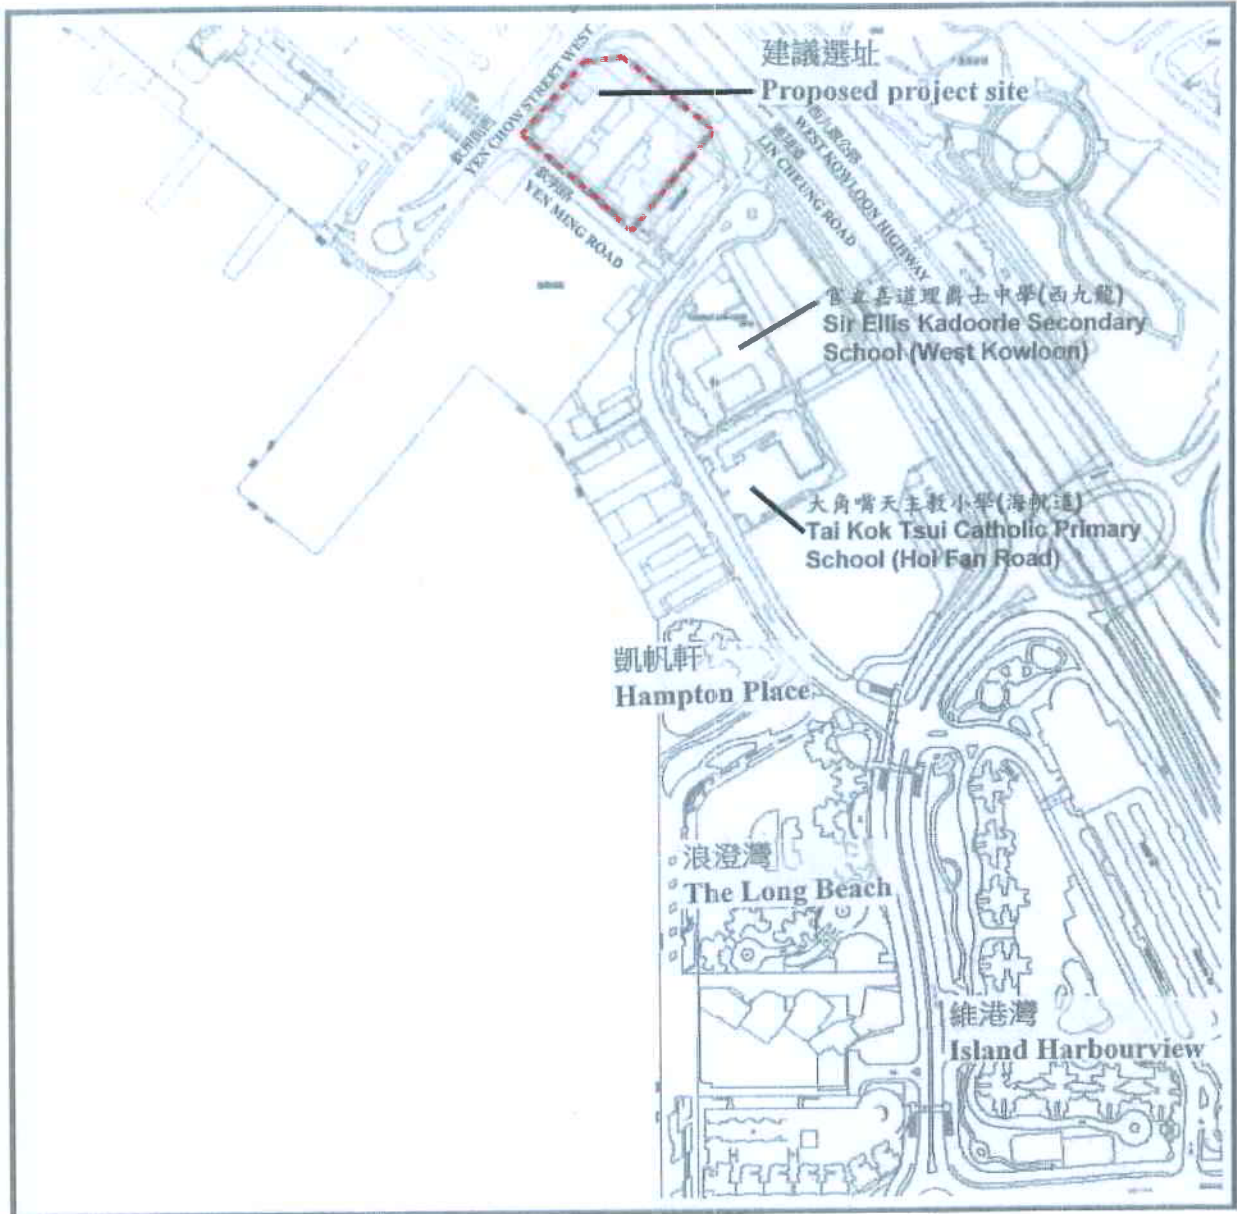 建議選址
Proposed project site
欽州街西
YEN CHOW STREET WEST
欽明路
YEN MING ROAD
西九龍公路
WEST KOWLOON HIGHWAY
連翔道
LIN CHEUNG ROAD
官立嘉道理爵士中學(西九龍)
Sir Ellis Kadoorie Secondary
School (West Kowloon)
大角嘴天主教小學(海帆道)
Tai Kok Tsui Catholic Primary
School (Hoi Fan Road)
凱帆軒
Hampton Place
浪澄灣
The Long Beach
維港灣
Island Harbourview